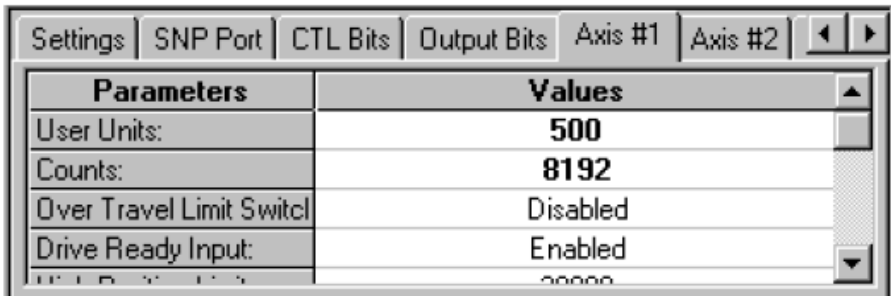 Settings SNP Port CTL Bits Output Bits Axis #1 Axis #2
Parameters Values
User Units: 500
Counts: 8192
Over Travel Limit Switcl Disabled
Drive Ready Input: Enabled